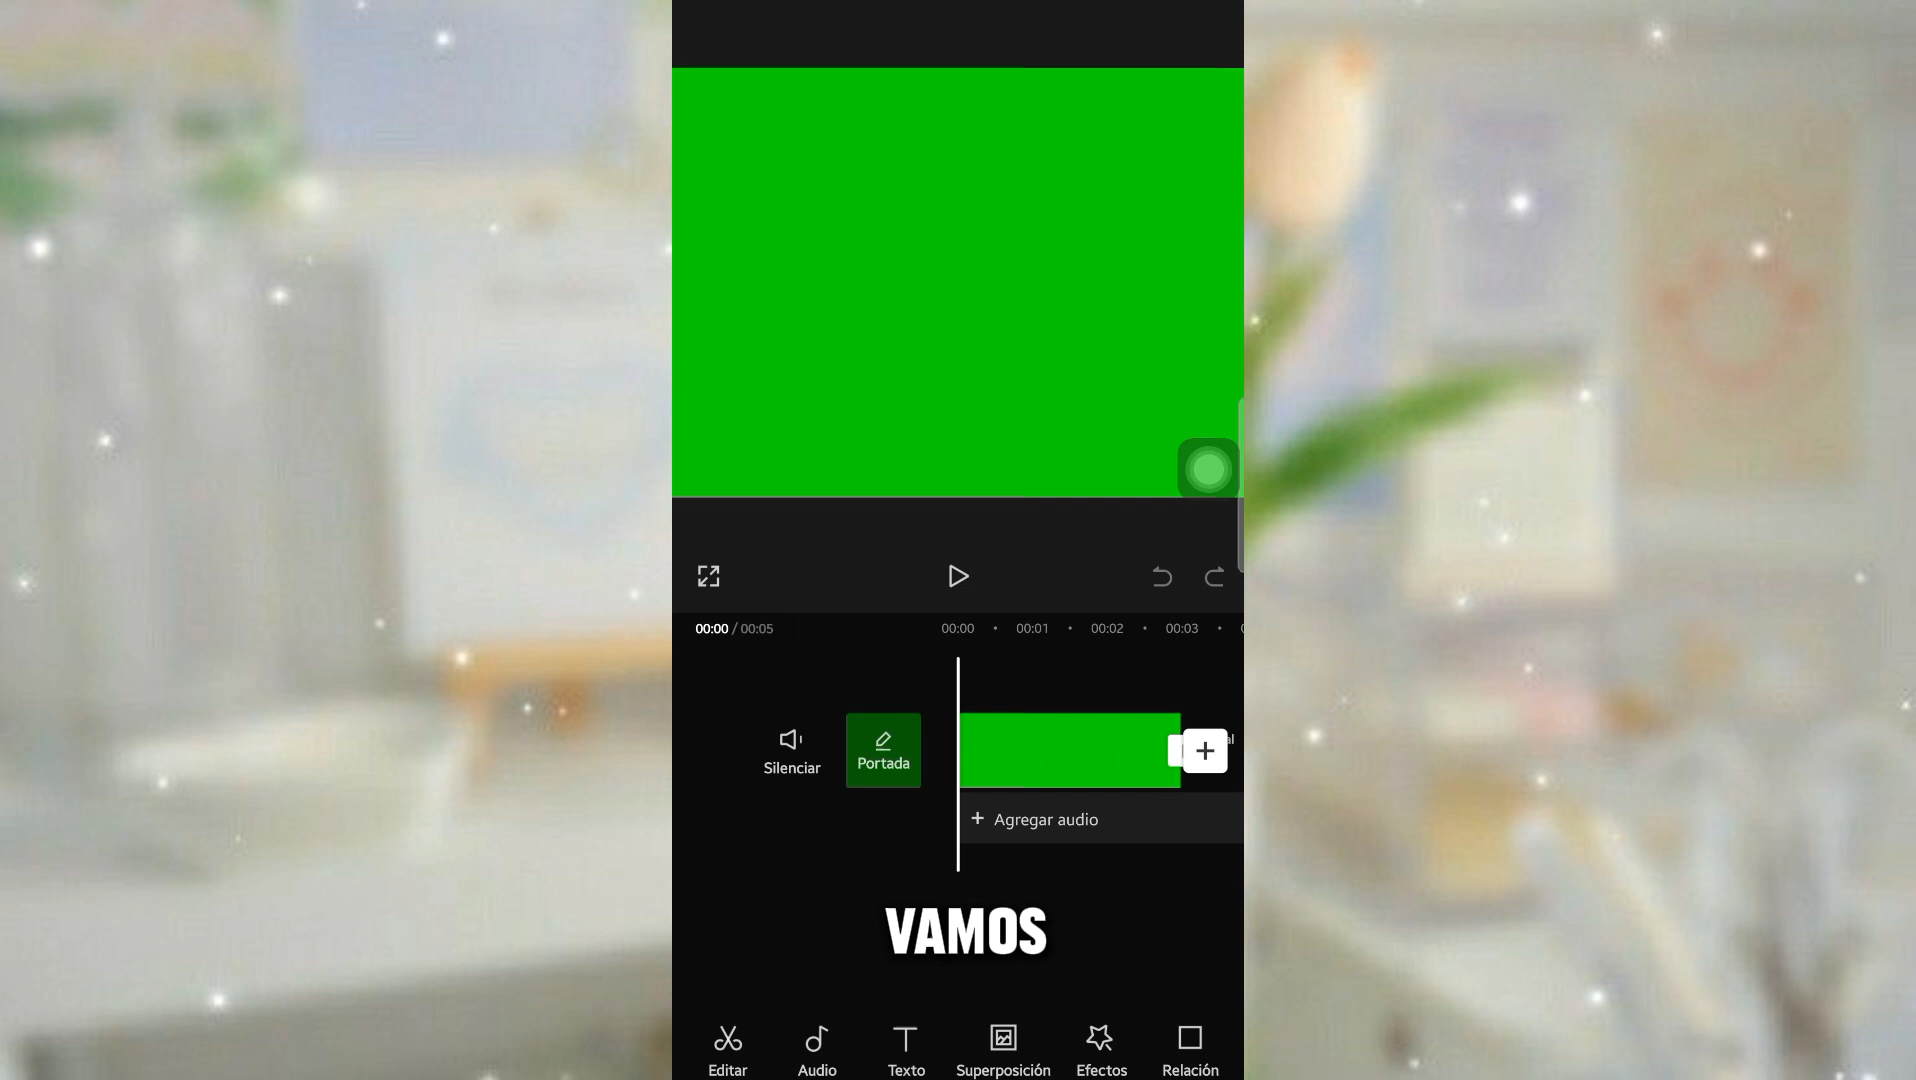 00:00 / 00:05 00:00 00:01 00:02 00:03
Silenciar
Portada
+ Agregar audio
VAMOS
Editar Audio Texto Superposición Efectos Relación